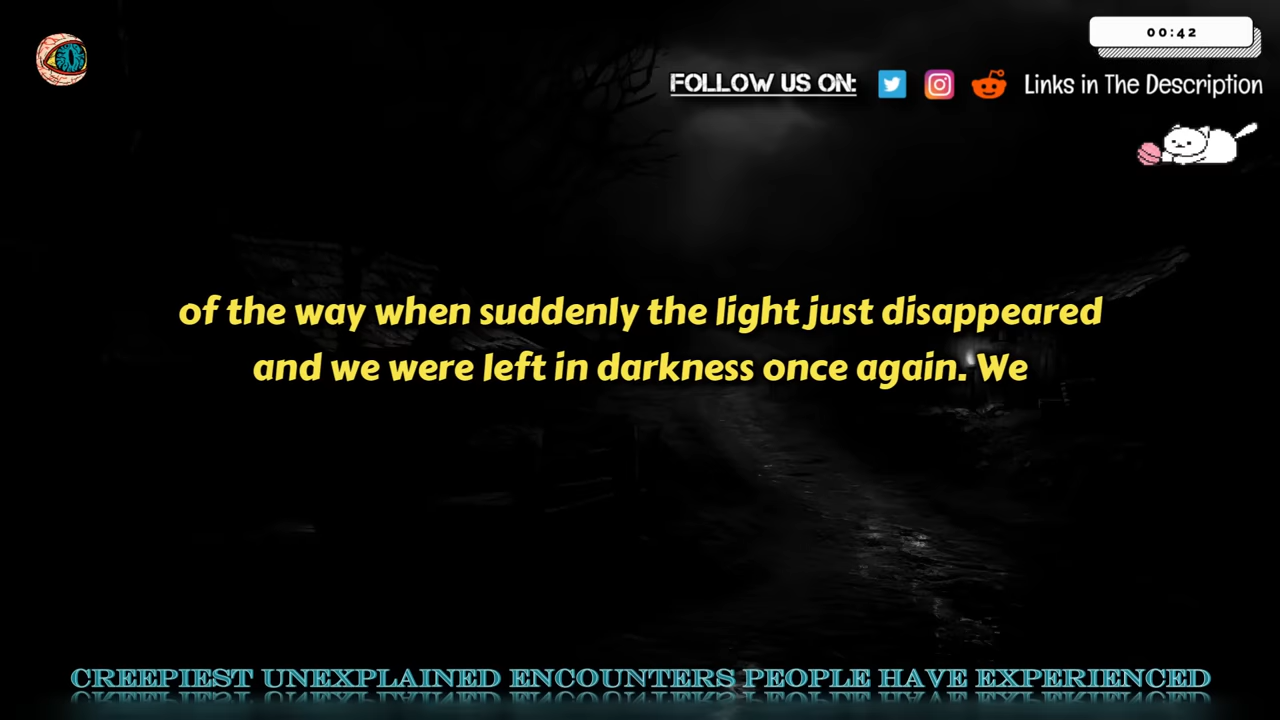 00:42
FOLLOW US ON: Links in The Description
of the way when suddenly the light just disappeared
and we were left in darkness once again. We
CREEPIEST UNEXPLAINED ENCOUNTERS PEOPLE HAVE EXPERIENCED